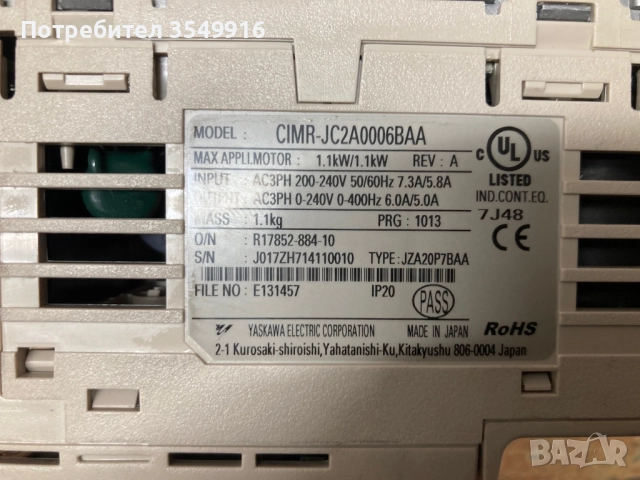 Потребител 3549916
MODEL : CIMR-JC2A0006BAA
MAX APPLI.MOTOR : 1.1kW/1.1kW REV : A
INPUT : AC3PH 200-240V 50/60Hz 7.3A/5.8A
OUTPUT : AC3PH 0-240V 0-400Hz 6.0A/5.0A
MASS : 1.1kg PRG : 1013
O/N : R17852-884-10
S/N : J017ZH714110010 TYPE : JZA20P7BAA
FILE NO : E131457 IP20 PASS
YASKAWA ELECTRIC CORPORATION MADE IN JAPAN
2-1 Kurosaki-shiroishi,Yahatanishi-Ku,Kitakyushu 806-0004 Japan
C UL US
LISTED
IND.CONT.EQ.
7J48
CE
RoHS
BAZAR